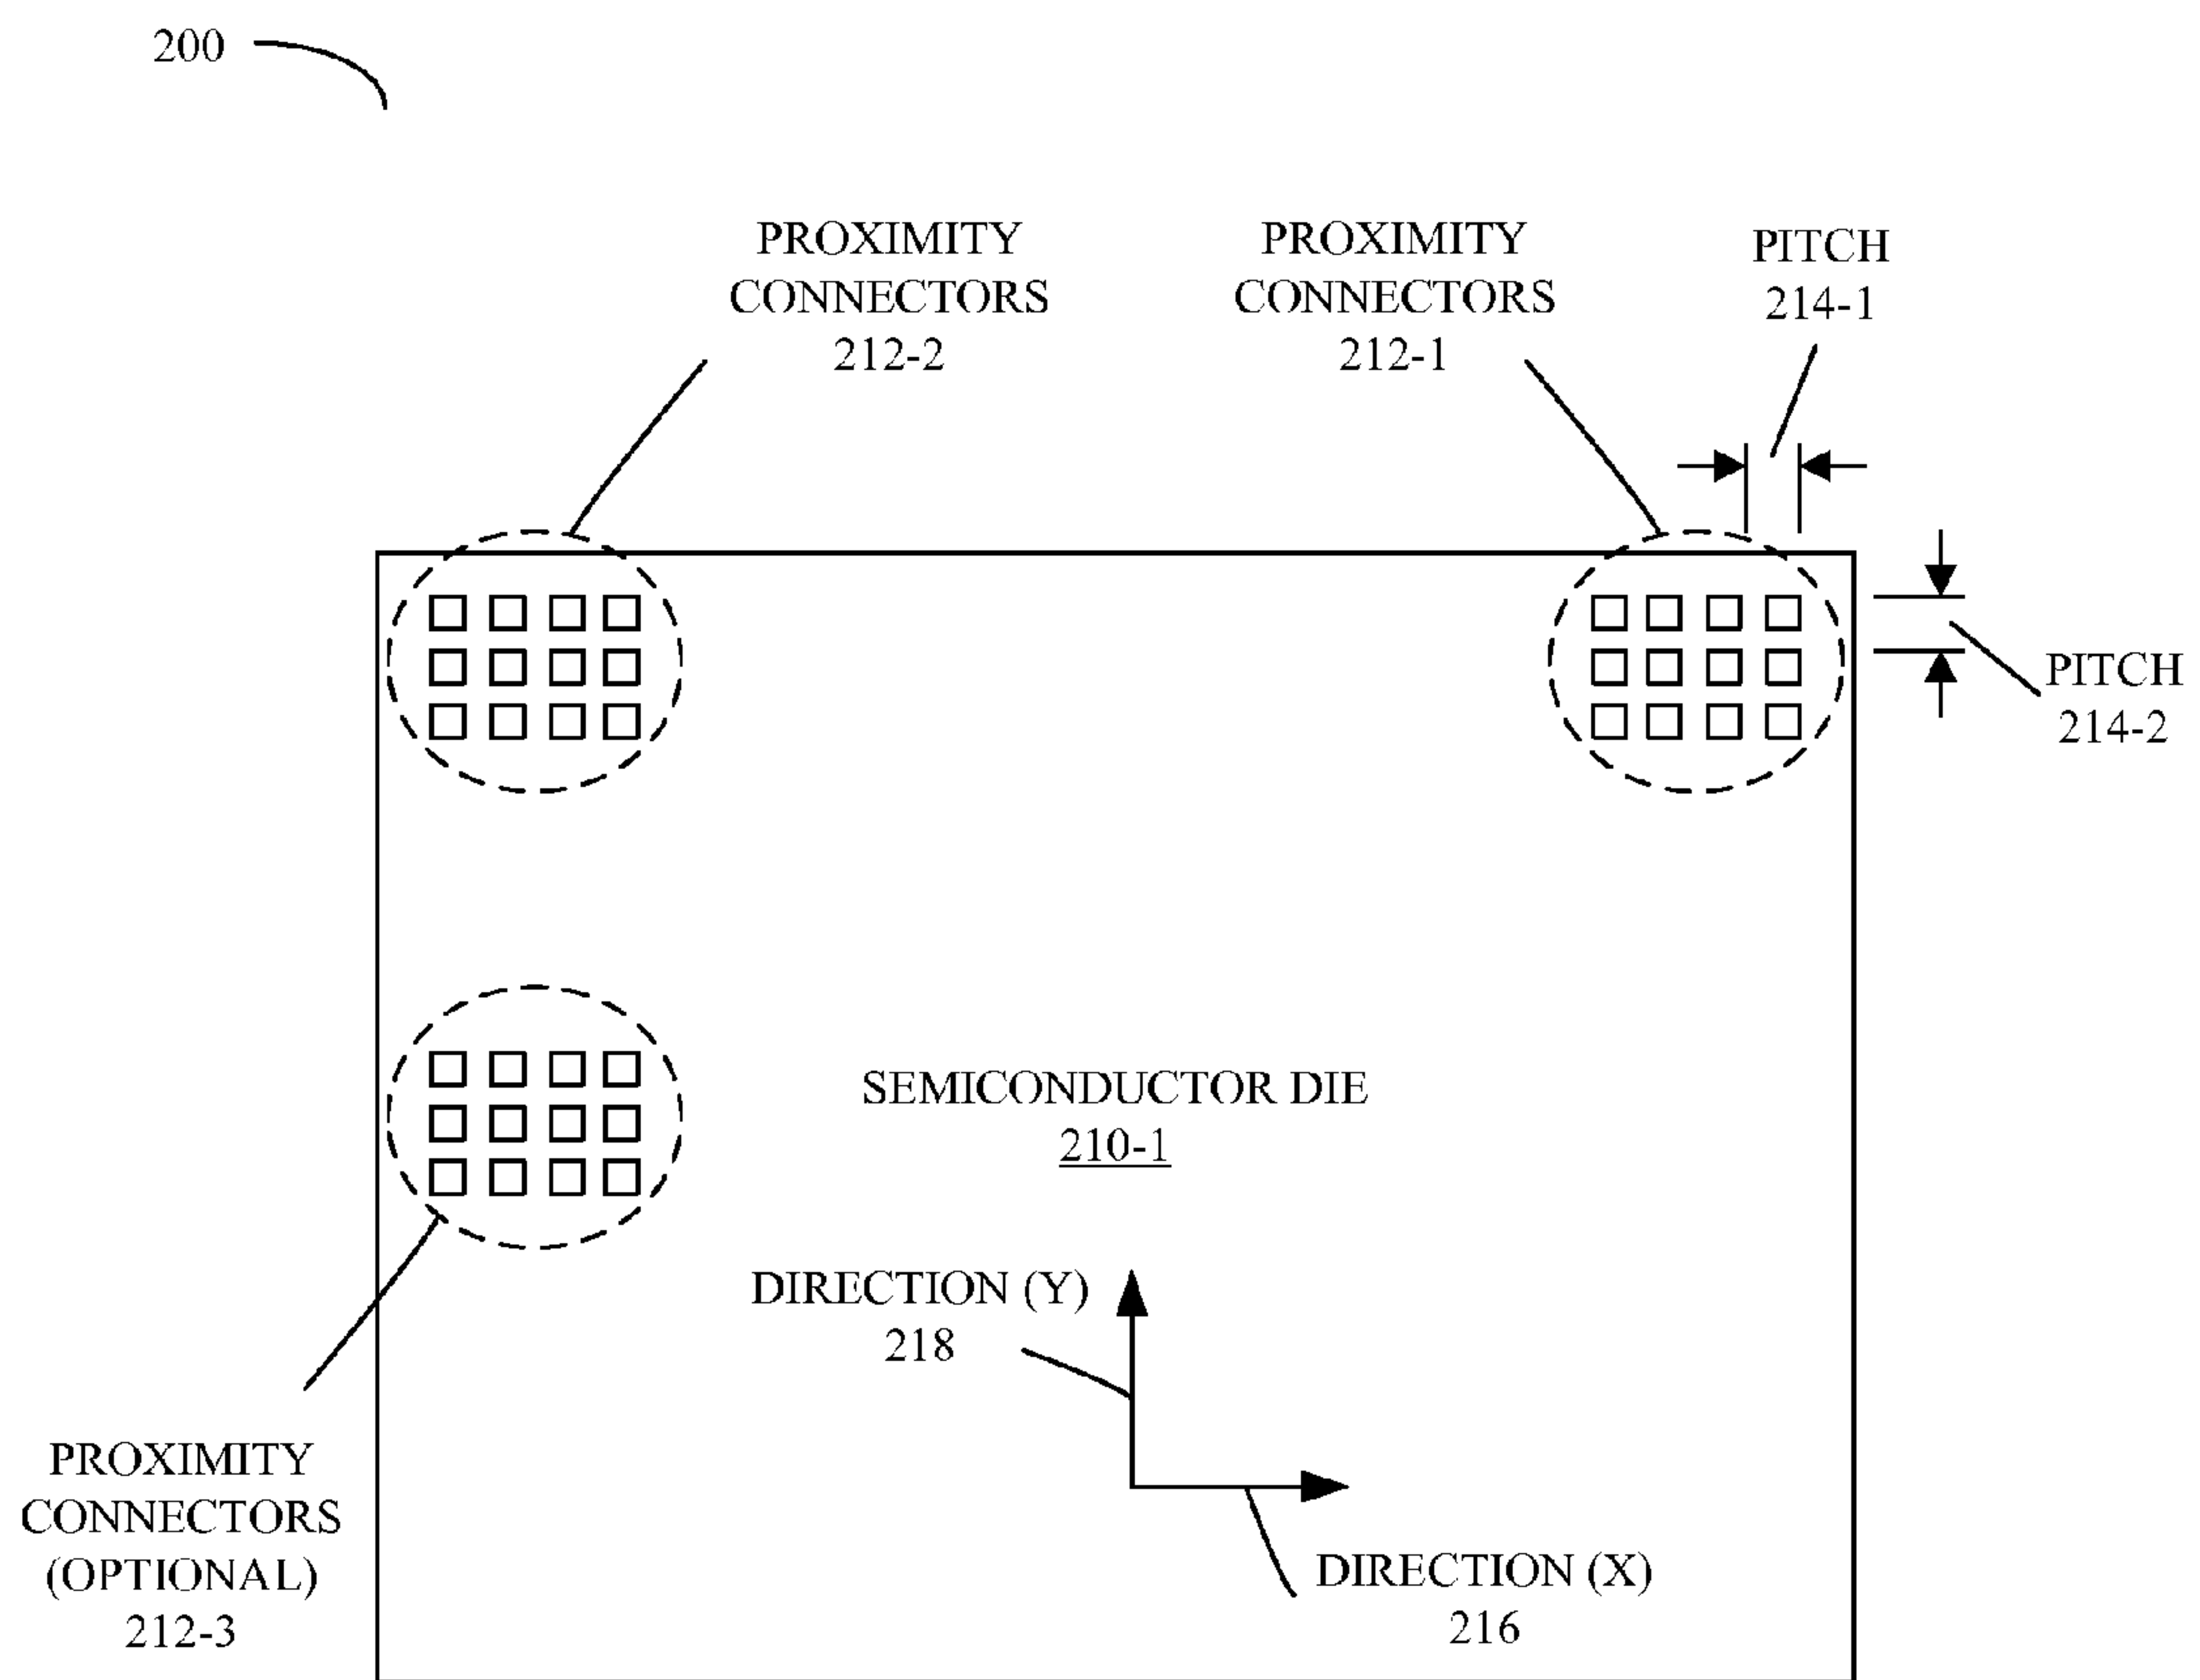 200
PROXIMITY
CONNECTORS
212-2
PROXIMITY
CONNECTORS
212-1
PITCH
214-1
PITCH
214-2
SEMICONDUCTOR DIE
210-1
DIRECTION (Y)
218
PROXIMITY
CONNECTORS
(OPTIONAL)
212-3
DIRECTION (X)
216